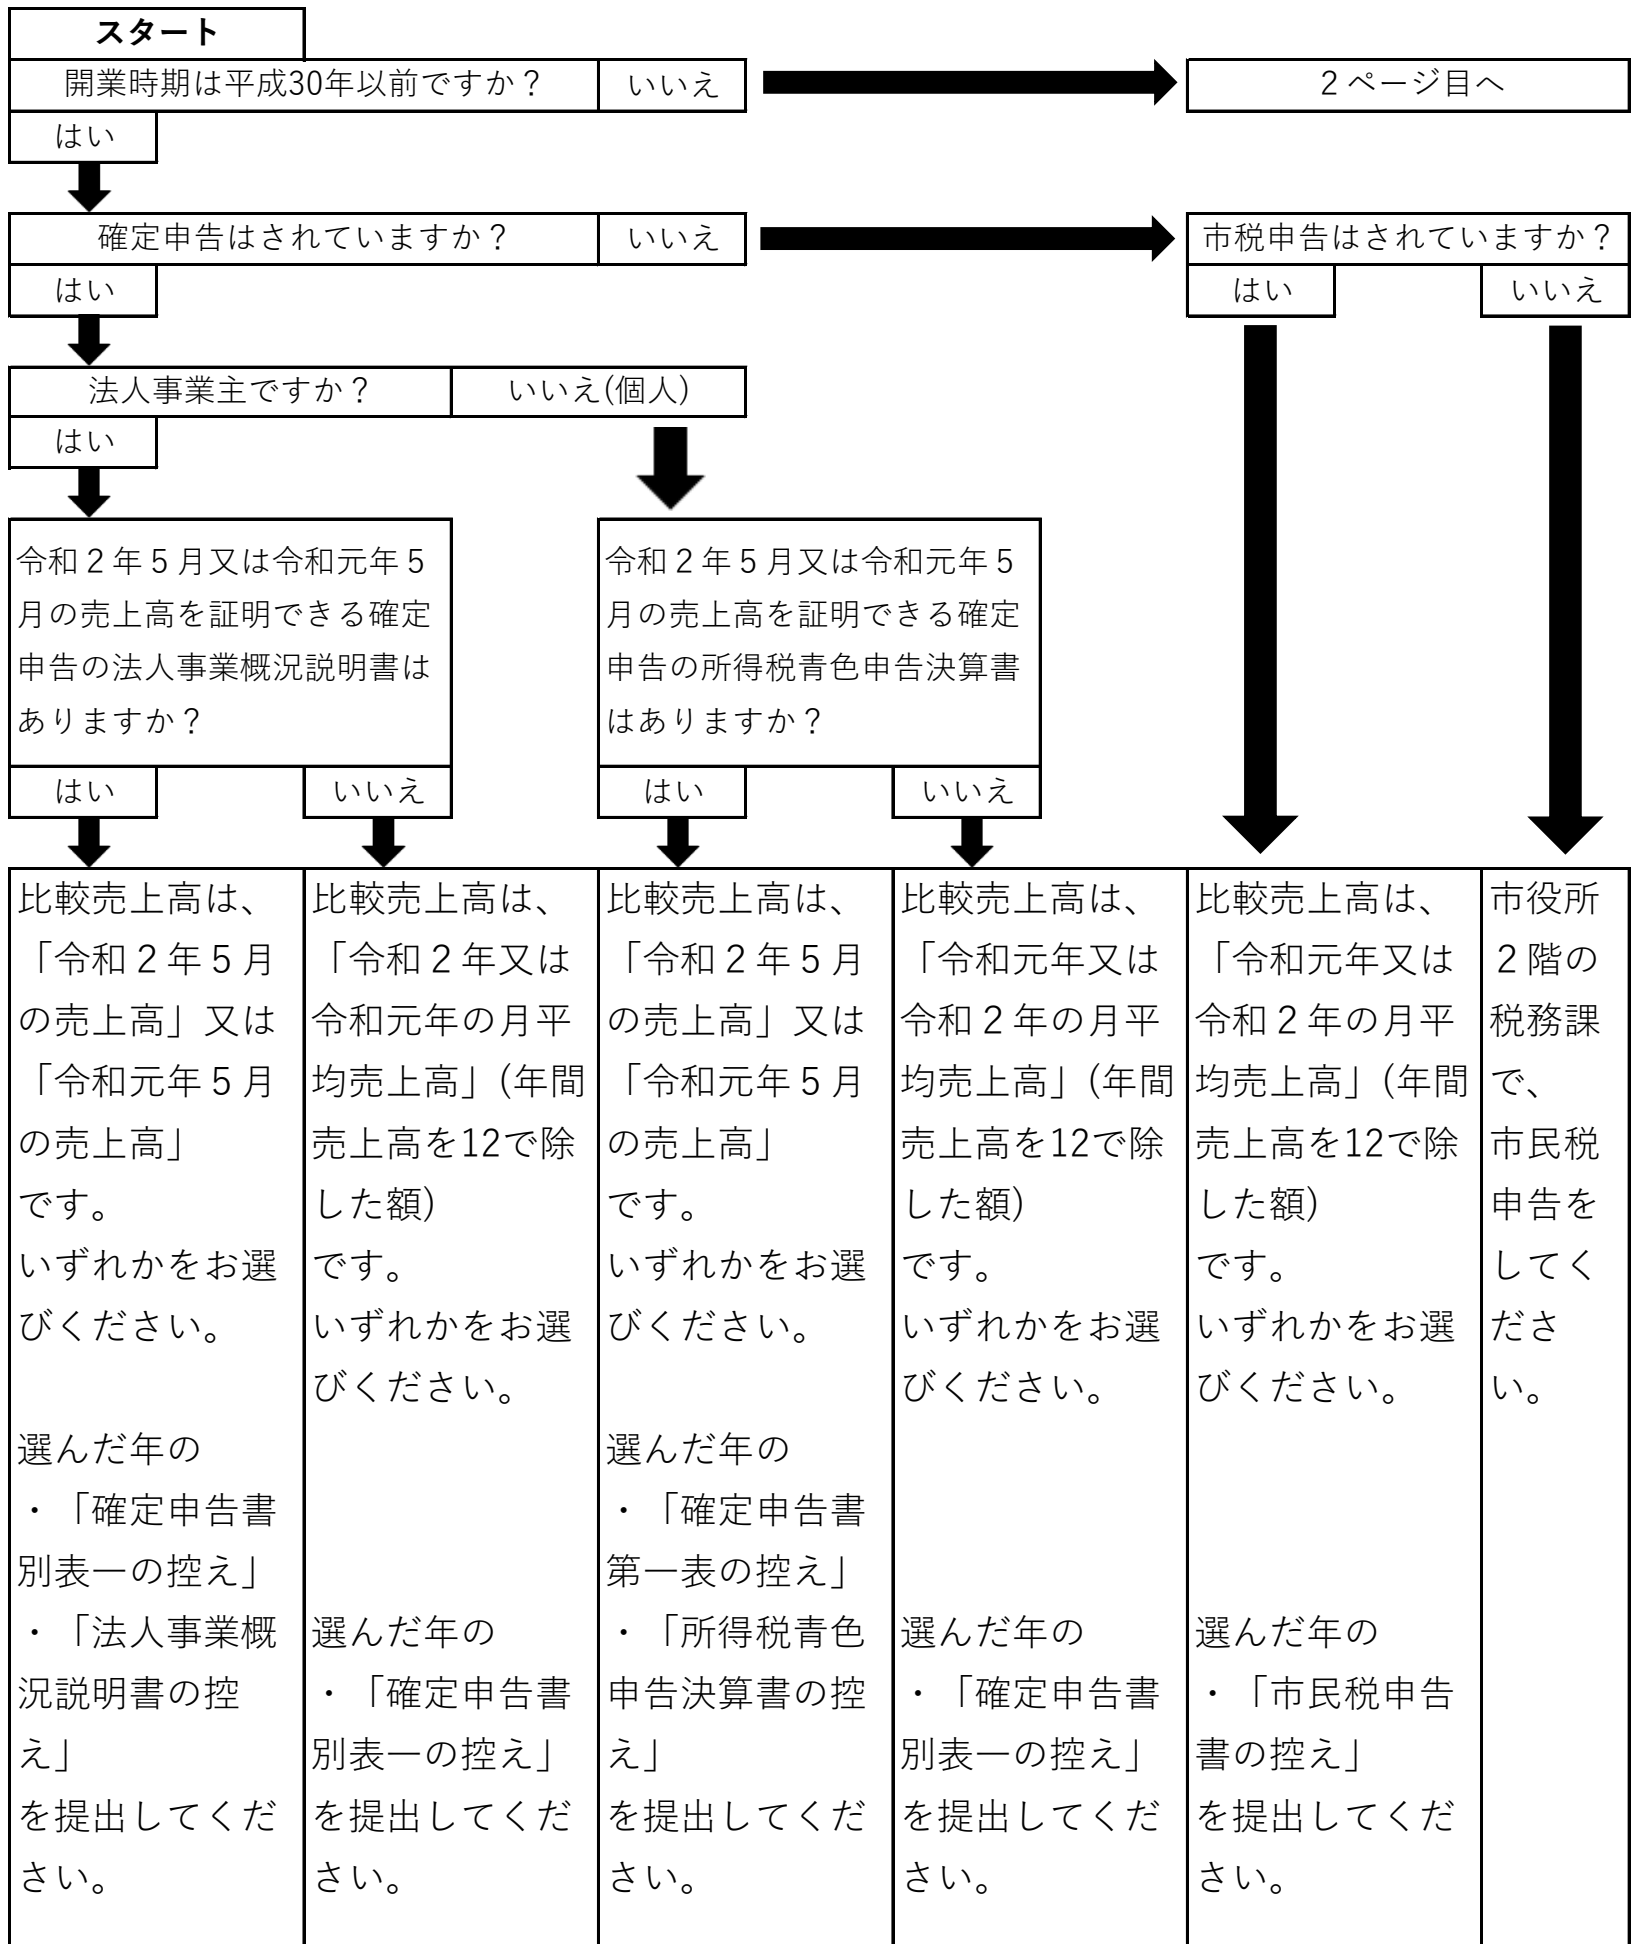 スタート
開業時期は平成30年以前ですか？
いいえ
２ページ目へ
はい
確定申告はされていますか？
いいえ
市税申告はされていますか？
はい
はい
いいえ
法人事業主ですか？
いいえ(個人)
はい
令和２年５月又は令和元年５
月の売上高を証明できる確定
申告の法人事業概況説明書は
ありますか？
はい
いいえ
令和２年５月又は令和元年５
月の売上高を証明できる確定
申告の所得税青色申告決算書
はありますか？
はい
いいえ
比較売上高は、
「令和２年５月
の売上高」又は
「令和元年５月
の売上高」
です。
いずれかをお選
びください。
選んだ年の
・「確定申告書
別表一の控え」
・「法人事業概
況説明書の控
え」
を提出してくだ
さい。
比較売上高は、
「令和２年又は
令和元年の月平
均売上高」(年間
売上高を12で除
した額)
です。
いずれかをお選
びください。
選んだ年の
・「確定申告書
別表一の控え」
を提出してくだ
さい。
比較売上高は、
「令和２年５月
の売上高」又は
「令和元年５月
の売上高」
です。
いずれかをお選
びください。
選んだ年の
・「確定申告書
第一表の控え」
・「所得税青色
申告決算書の控
え」
を提出してくだ
さい。
比較売上高は、
「令和元年又は
令和２年の月平
均売上高」(年間
売上高を12で除
した額)
です。
いずれかをお選
びください。
選んだ年の
・「確定申告書
別表一の控え」
を提出してくだ
さい。
比較売上高は、
「令和元年又は
令和２年の月平
均売上高」(年間
売上高を12で除
した額)
です。
いずれかをお選
びください。
選んだ年の
・「市民税申告
書の控え」
を提出してくだ
さい。
市役所
２階の
税務課
で、
市民税
申告を
してく
ださ
い。